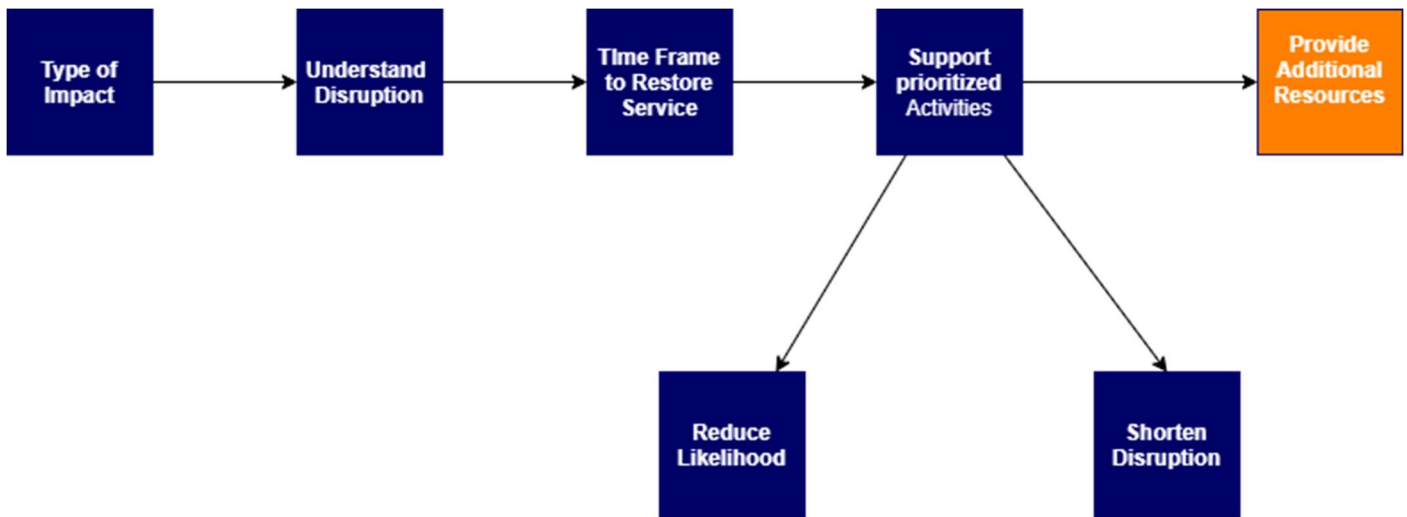 Type of
Impact
Understand
Disruption
TIme Frame
to Restore
Service
Support
prioritized
Activities
Provide
Additional
Resources
Reduce
Likelihood
Shorten
Disruption